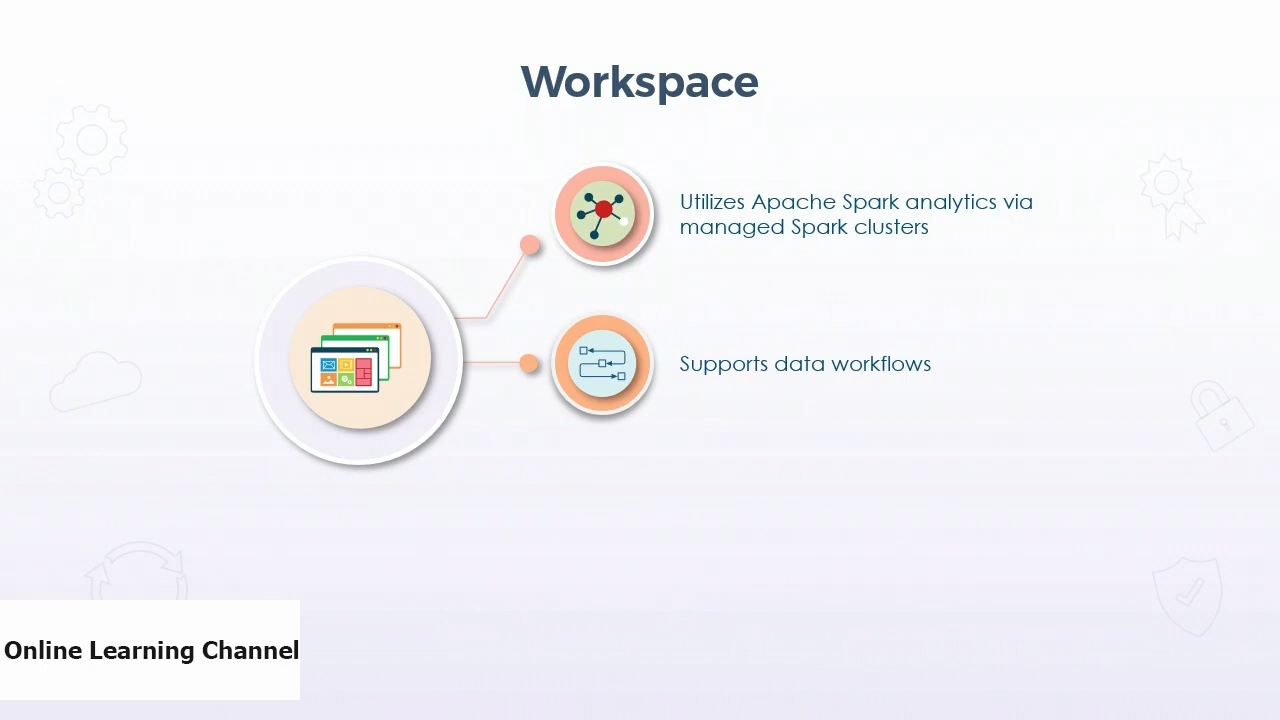 Workspace
Utilizes Apache Spark analytics via
managed Spark clusters
Supports data workflows
Online Learning Channel